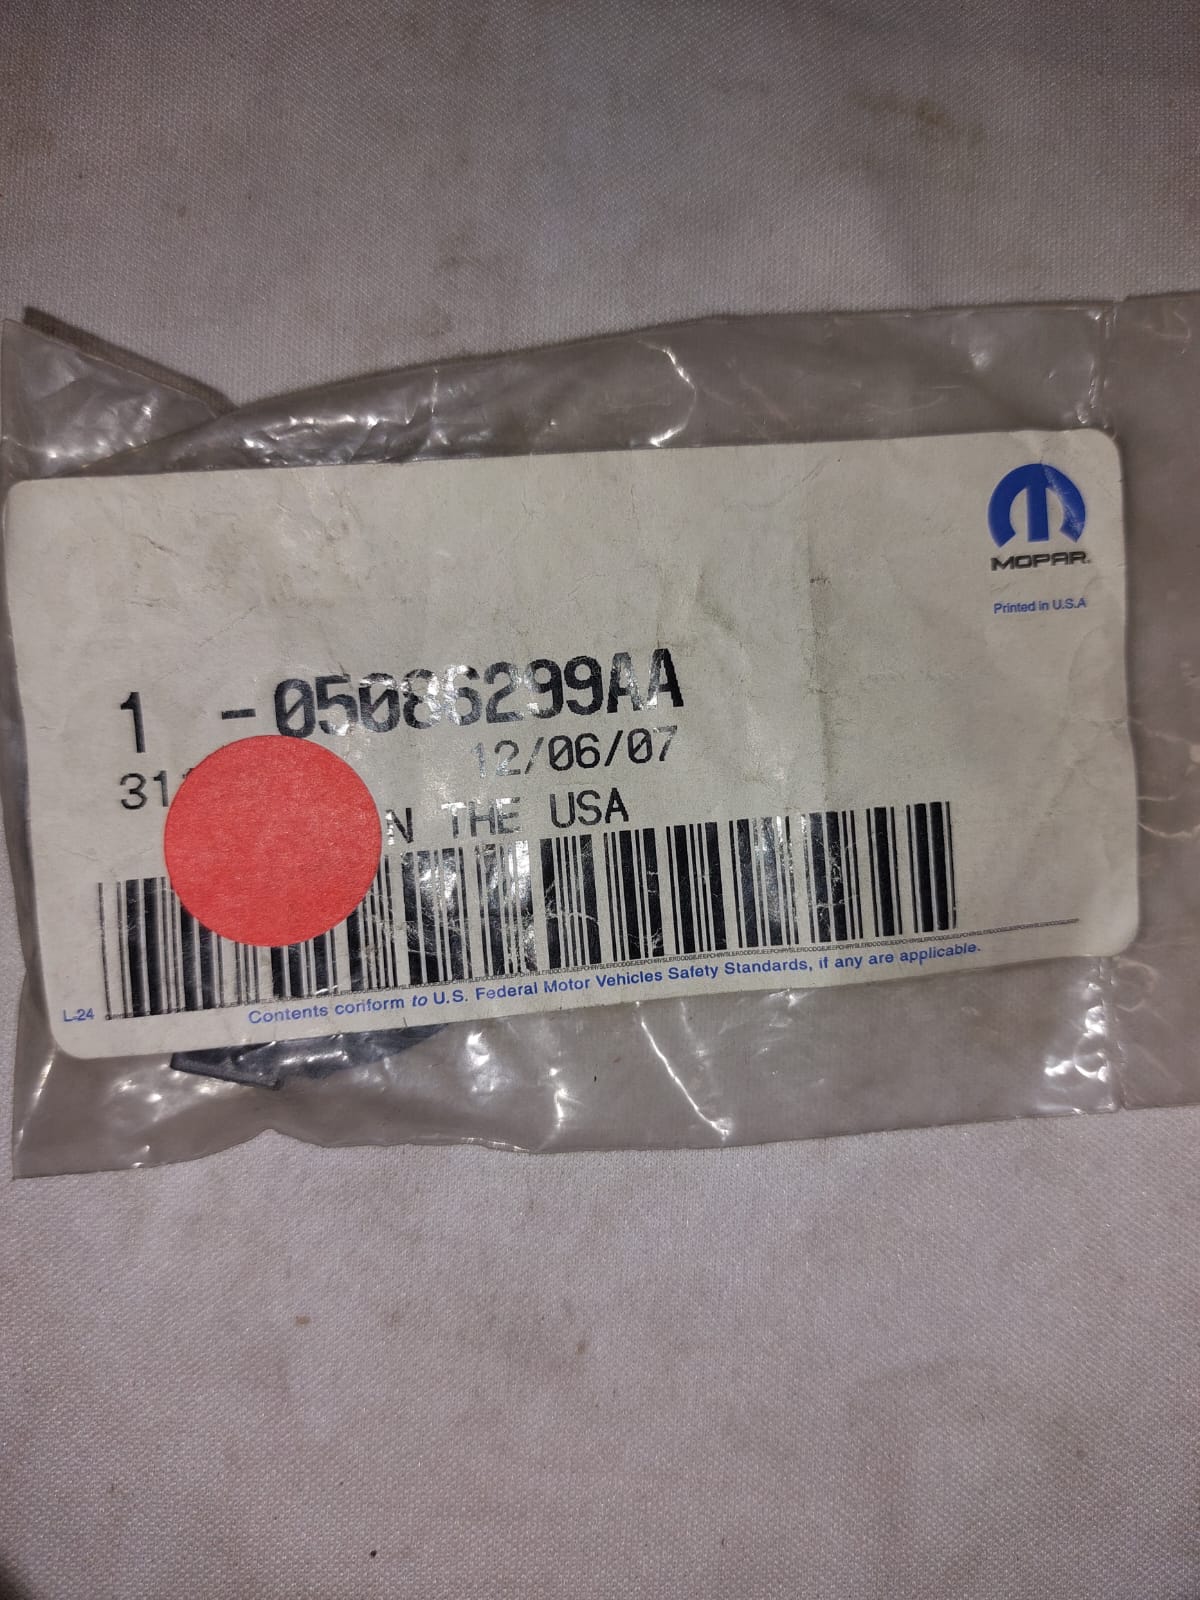 MOPAR.
Printed in U.S.A
1 -05086299AA
12/06/07
THE USA
L-24
Contents conform to U.S. Federal Motor Vehicles Safety Standards, if any are applicable.